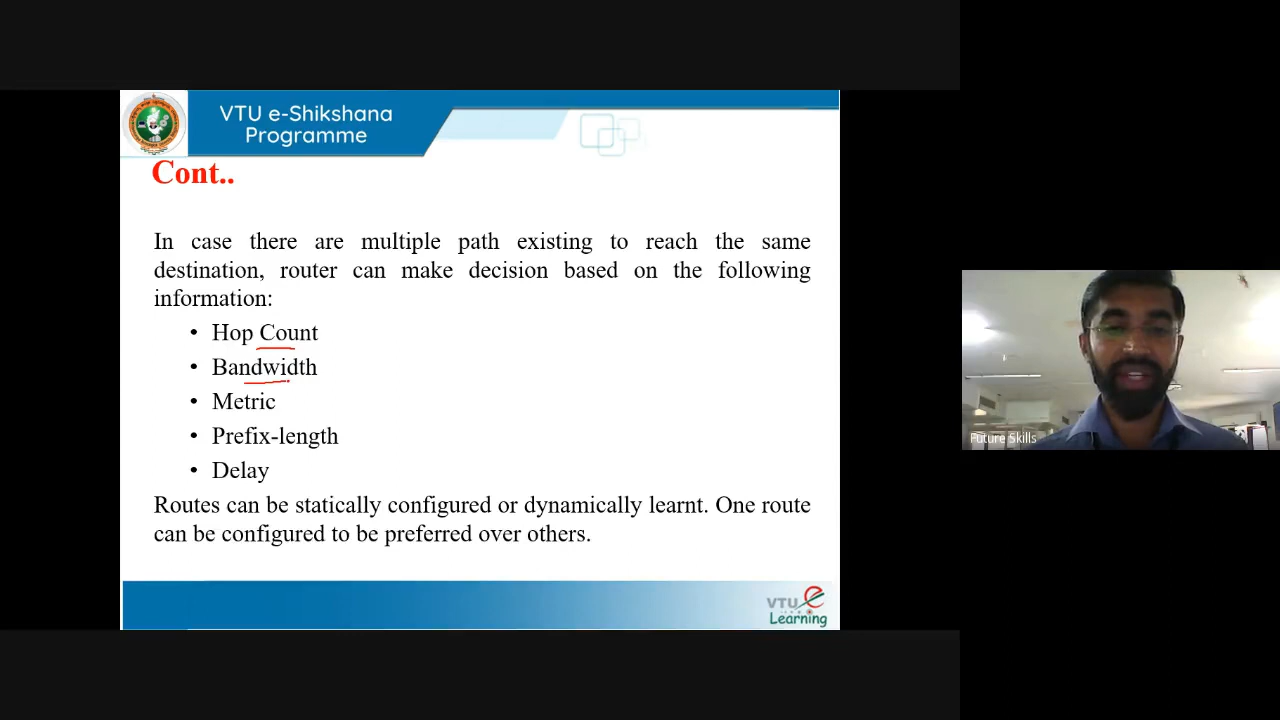 VTU e-Shikshana
Programme
Cont..
In case there are multiple path existing to reach the same
destination, router can make decision based on the following
information:
• Hop Count
• Bandwidth
• Metric
• Prefix-length
• Delay
Routes can be statically configured or dynamically learnt. One route
can be configured to be preferred over others.
Future Skills
VTU e
Learning